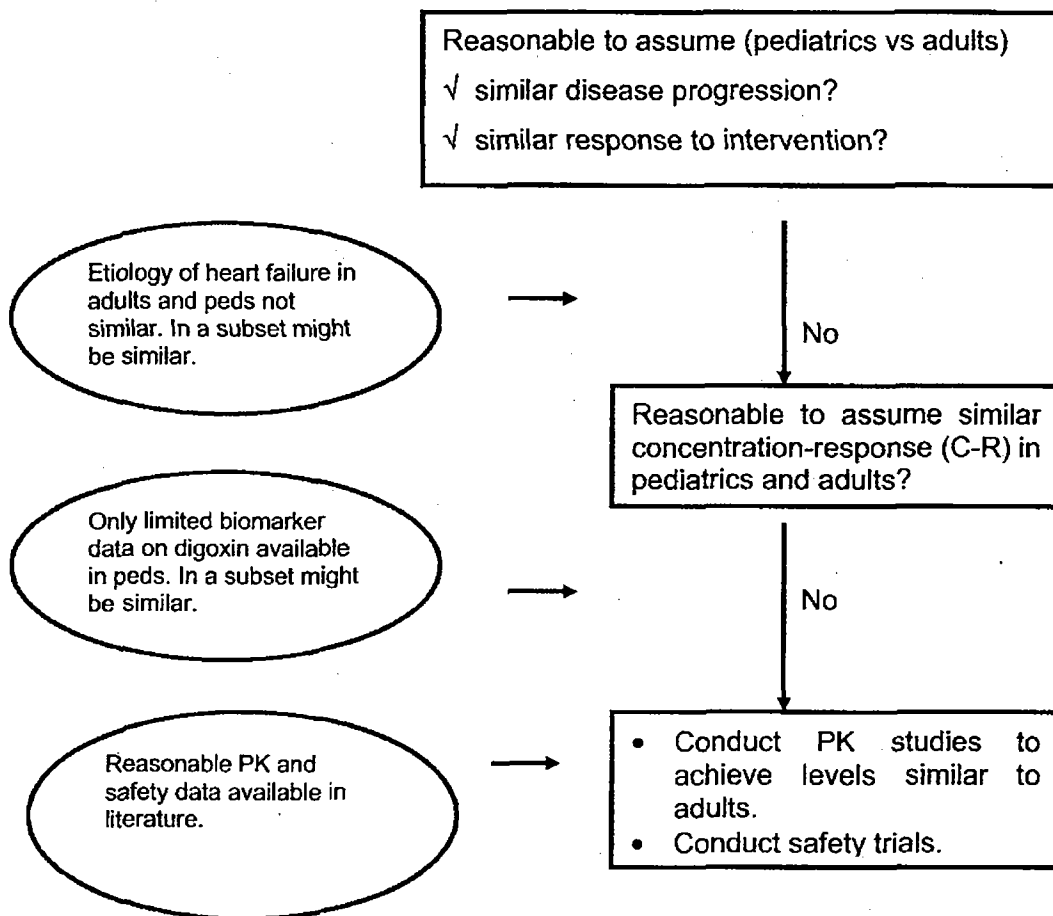 Reasonable to assume (pediatrics vs adults)
√ similar disease progression?
√ similar response to intervention?
Etiology of heart failure in
adults and peds not
similar. In a subset might
be similar.
No
Reasonable to assume similar
concentration-response (C-R) in
pediatrics and adults?
Only limited biomarker
data on digoxin available
in peds. In a subset might
be similar.
No
Reasonable PK and
safety data available in
literature.
• Conduct PK studies to
achieve levels similar to
adults.
• Conduct safety trials.